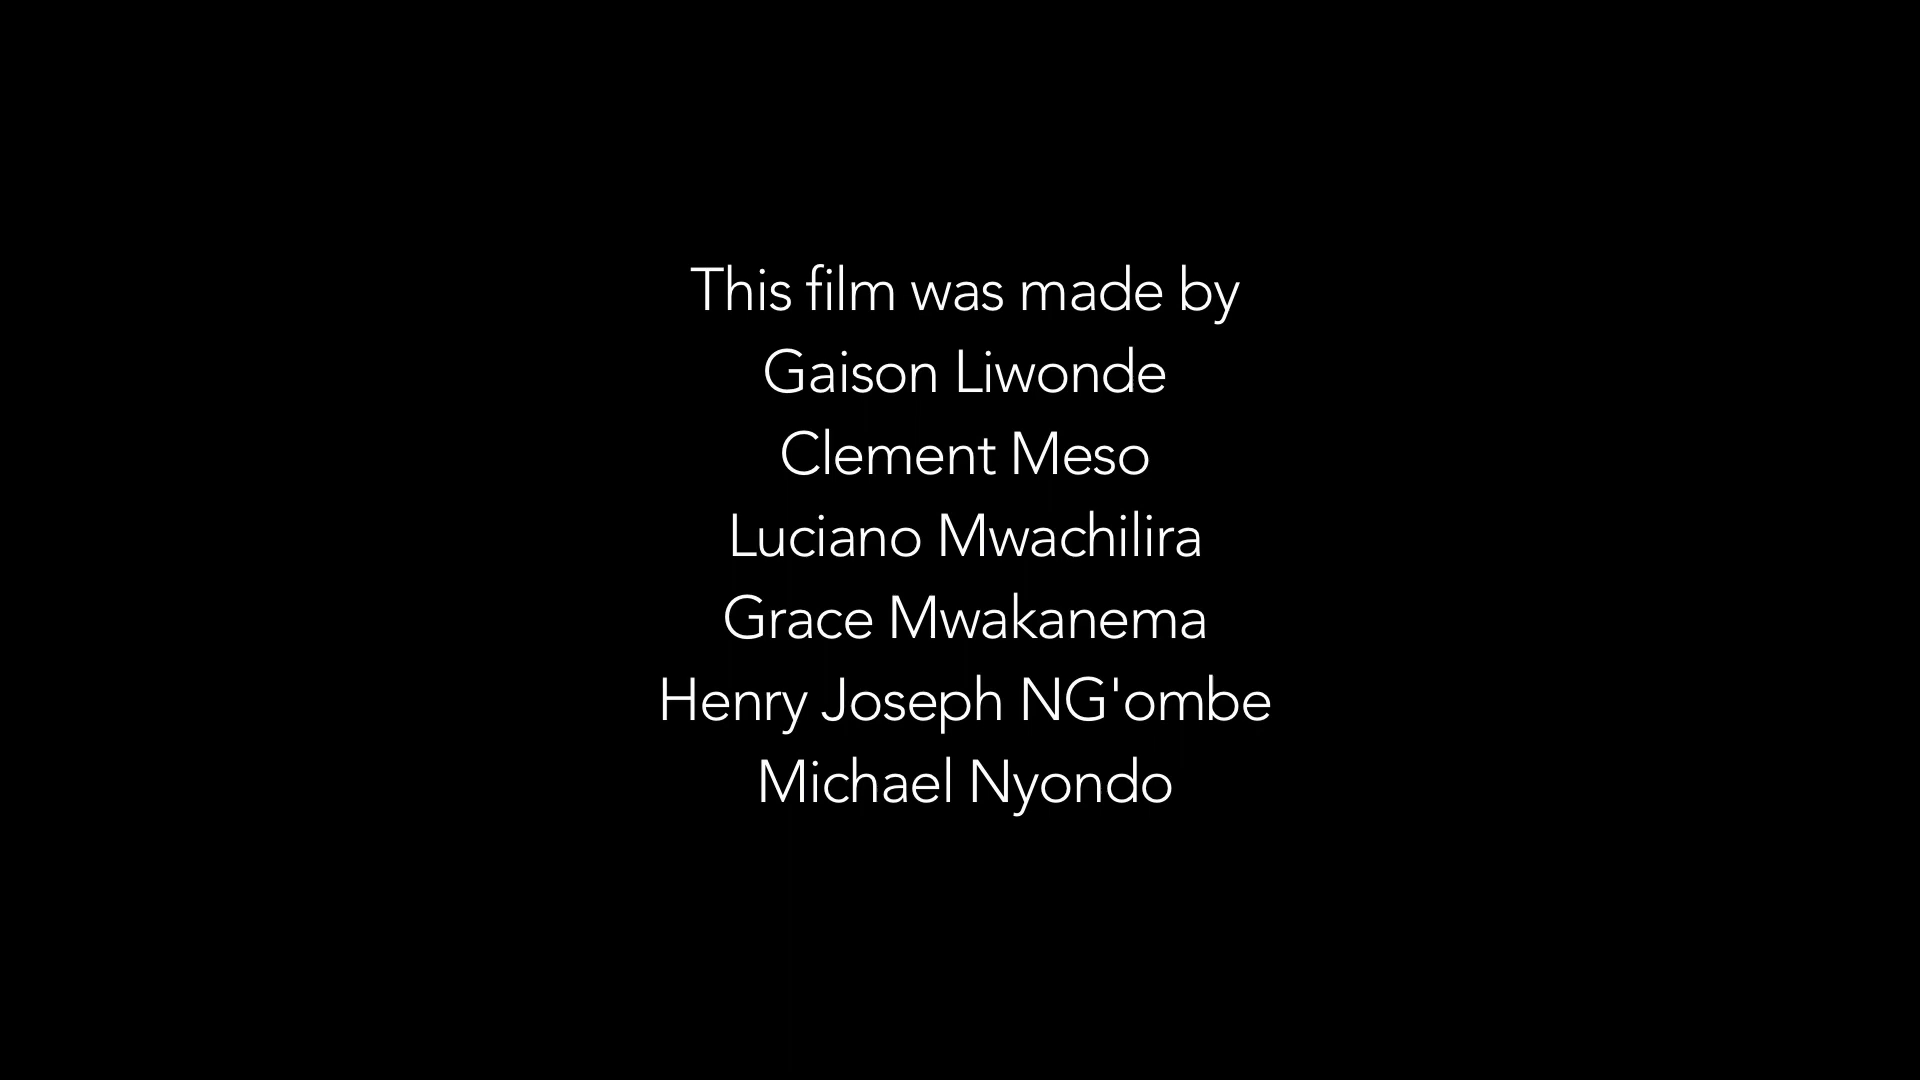 This film was made by
Gaison Liwonde
Clement Meso
Luciano Mwachilira
Grace Mwakanema
Henry Joseph NG'ombe
Michael Nyondo